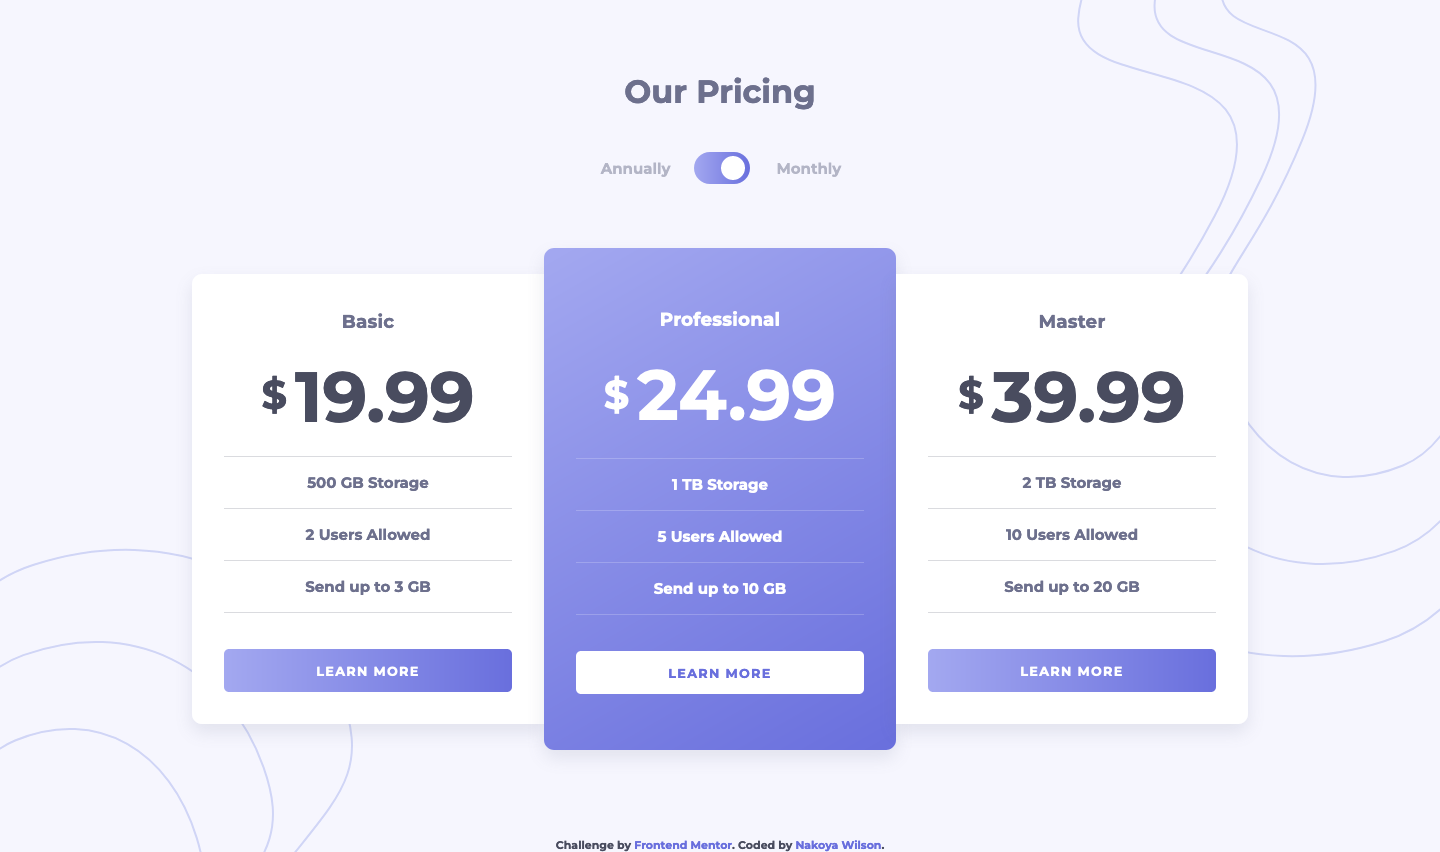 Our Pricing
Annually Monthly
Basic
$19.99
500 GB Storage
2 Users Allowed
Send up to 3 GB
LEARN MORE
Professional
$24.99
1 TB Storage
5 Users Allowed
Send up to 10 GB
LEARN MORE
Master
$39.99
2 TB Storage
10 Users Allowed
Send up to 20 GB
LEARN MORE
Challenge by Frontend Mentor. Coded by Nakoya Wilson.